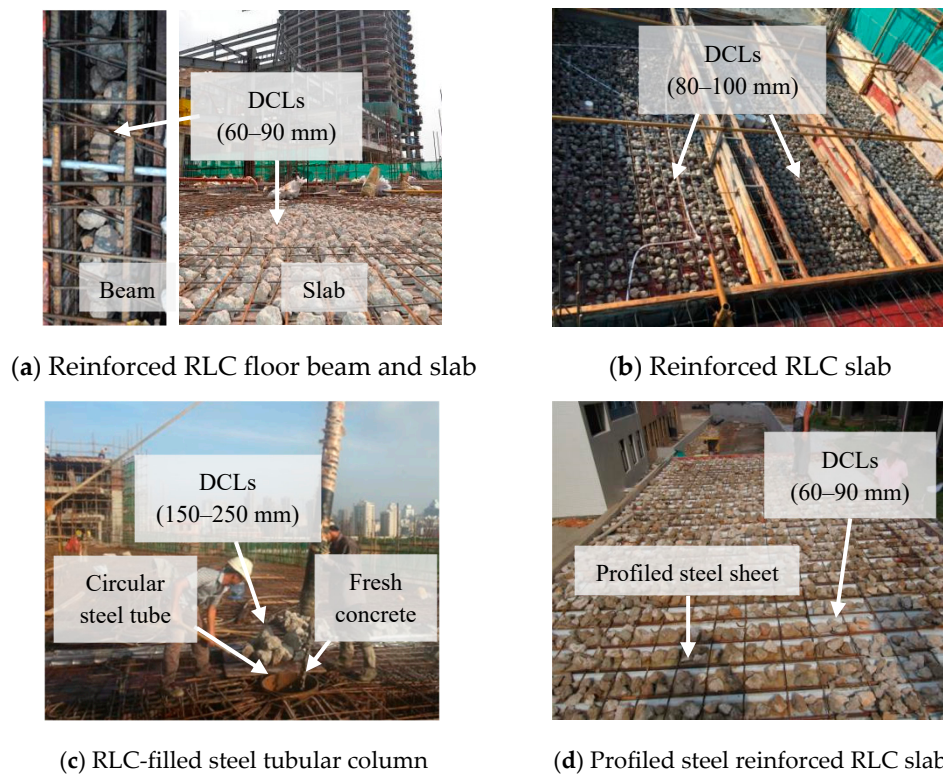 DCLs
(60–90 mm)
Beam
Slab
DCLs
(80–100 mm)
(a) Reinforced RLC floor beam and slab
(b) Reinforced RLC slab
DCLs
(150–250 mm)
Circular
steel tube
Fresh
concrete
DCLs
(60–90 mm)
Profiled steel sheet
(c) RLC-filled steel tubular column
(d) Profiled steel reinforced RLC slab